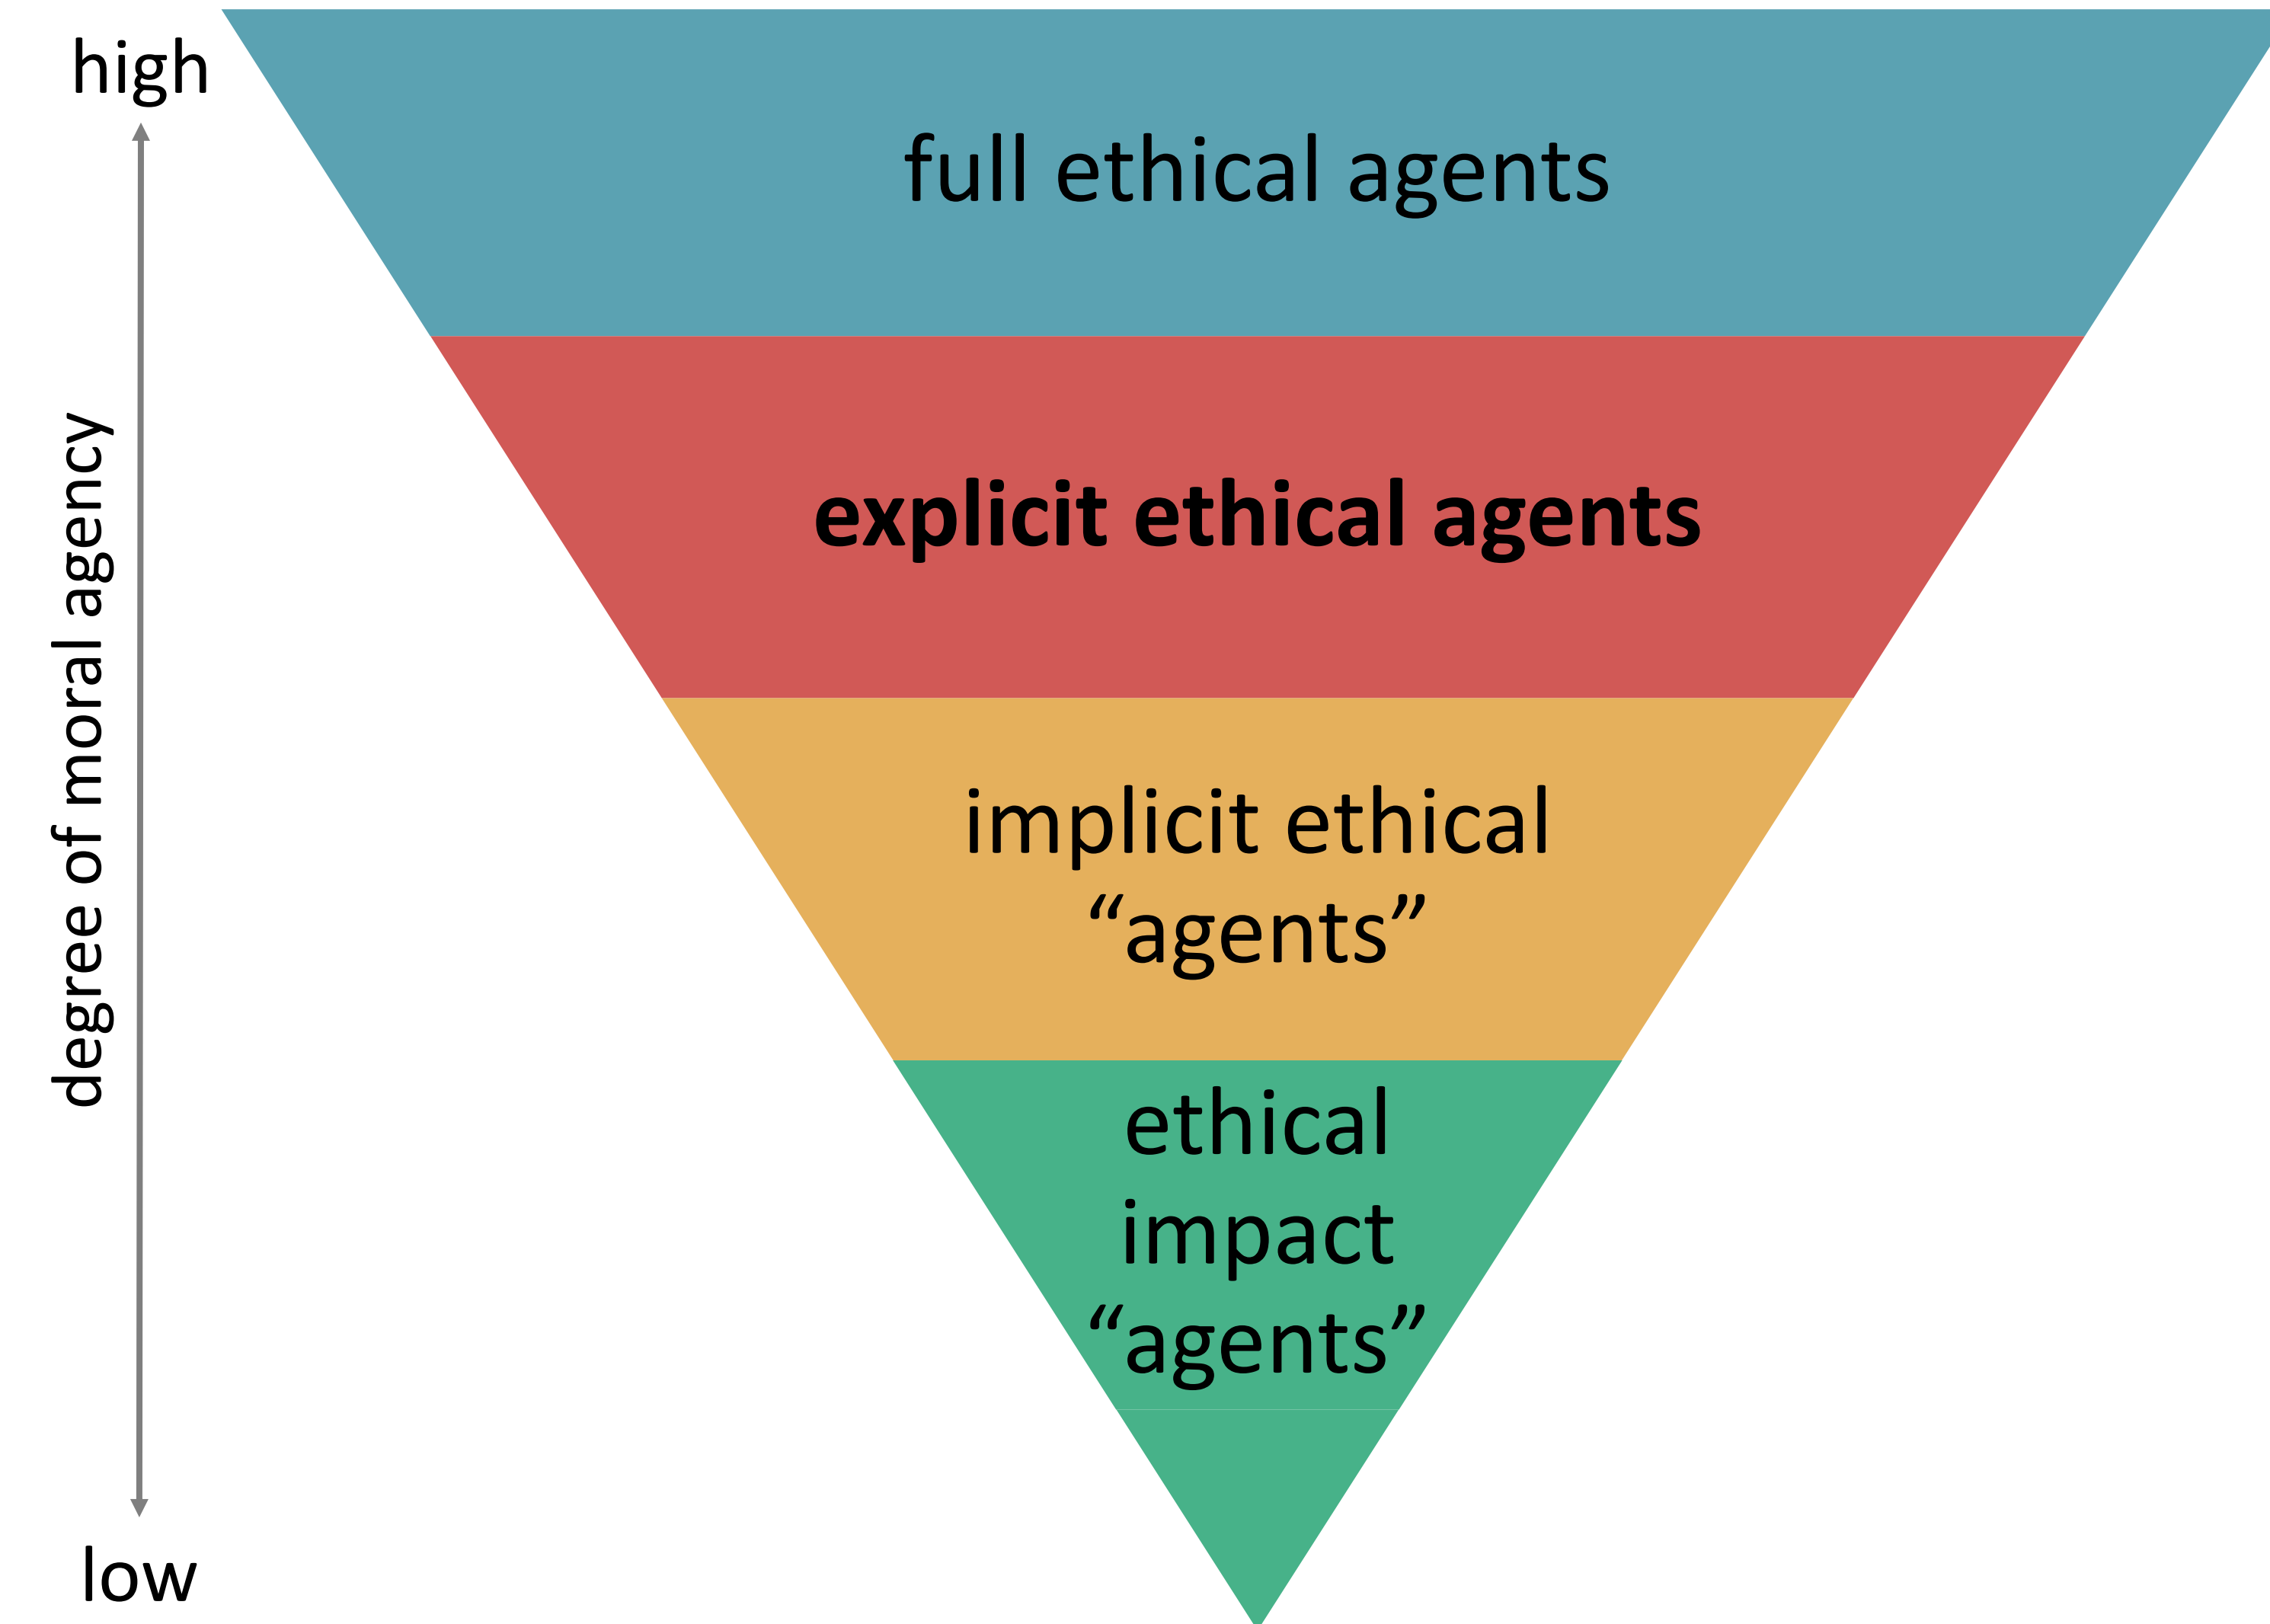 high
full ethical agents
explicit ethical agents
degree of moral agency
implicit ethical
“agents”
ethical
impact
“agents”
low